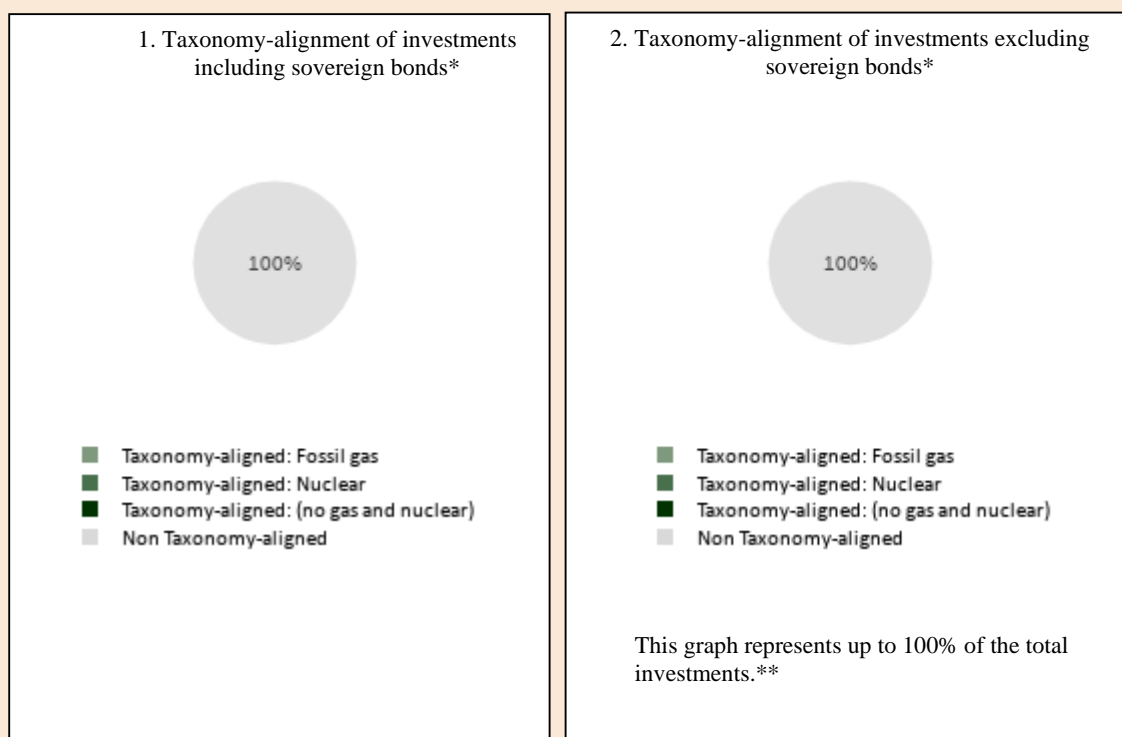 1. Taxonomy-alignment of investments
including sovereign bonds*
100%
Taxonomy-aligned: Fossil gas
Taxonomy-aligned: Nuclear
Taxonomy-aligned: (no gas and nuclear)
Non Taxonomy-aligned
2. Taxonomy-alignment of investments excluding
sovereign bonds*
100%
Taxonomy-aligned: Fossil gas
Taxonomy-aligned: Nuclear
Taxonomy-aligned: (no gas and nuclear)
Non Taxonomy-aligned
This graph represents up to 100% of the total
investments.**